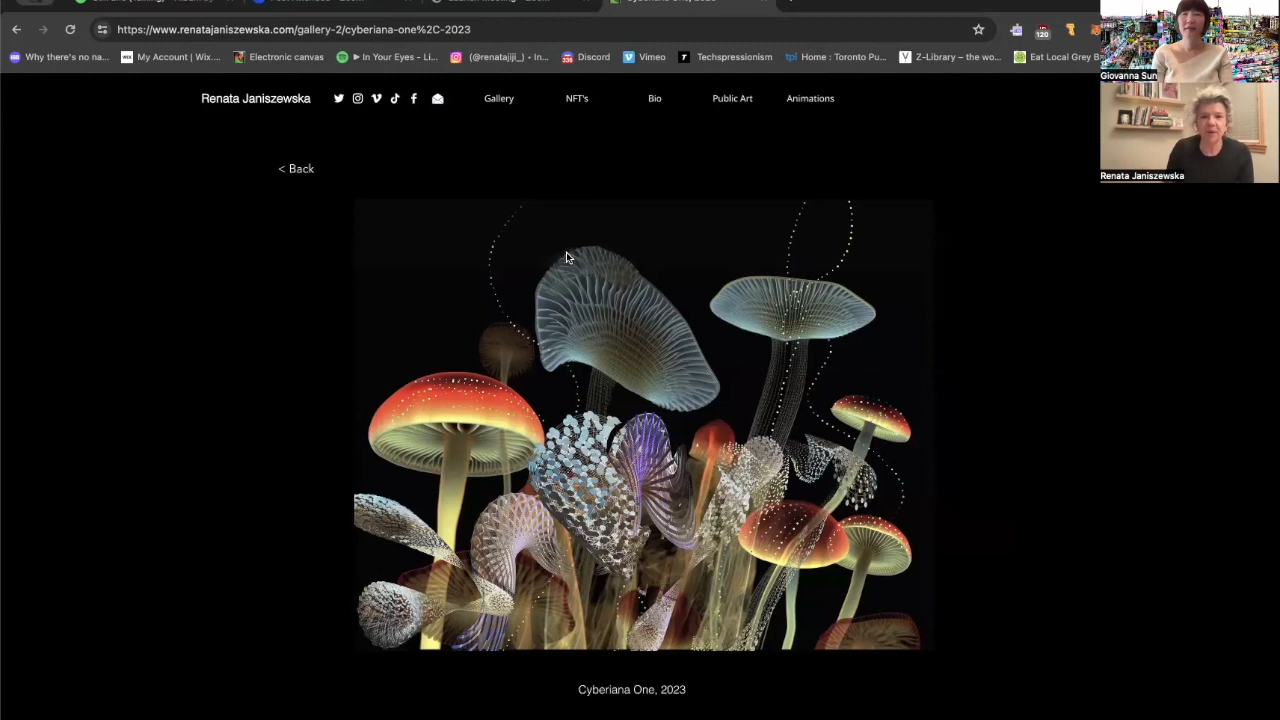 https://www.renatajaniszewska.com/gallery-2/cyberiana-one%2C-2023
120
Why there's no na...
My Account | Wix....
Electronic canvas
► In Your Eyes - Li...
(@renatajiji_) • In...
Discord
Vimeo
Techspressionism
tpl Home : Toronto Pu...
Z-Library – the wo...
Eat Local Grey B
Giovanna Sun
Renata Janiszewska
Renata Janiszewska
Gallery
NFT's
Bio
Public Art
Animations
< Back
Cyberiana One, 2023